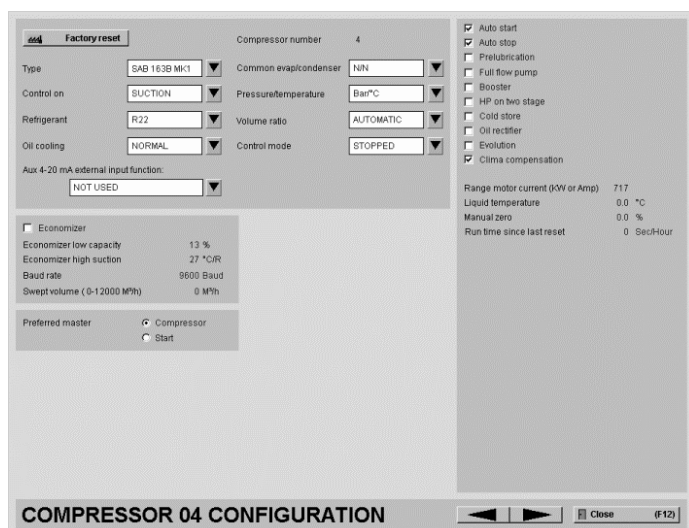 Factory reset
Compressor number 4
Type SAB 163B MK1
Common evap/condenser N/N
Control on SUCTION
Pressure/temperature Bar/°C
Refrigerant R22
Volume ratio AUTOMATIC
Oil cooling NORMAL
Control mode STOPPED
Aux 4-20 mA external input function:
NOT USED
Economizer
Economizer low capacity 13 %
Economizer high suction 27 °C/R
Baud rate 9600 Baud
Swept volume ( 0-12000 M³/h) 0 M³/h
Preferred master Compressor
Start
Auto start
Auto stop
Prelubrication
Full flow pump
Booster
HP on two stage
Cold store
Oil rectifier
Evolution
Clima compensation
Range motor current (KW or Amp) 717
Liquid temperature 0.0 °C
Manual zero 0.0 %
Run time since last reset 0 Sec/Hour
COMPRESSOR 04 CONFIGURATION
Close (F12)